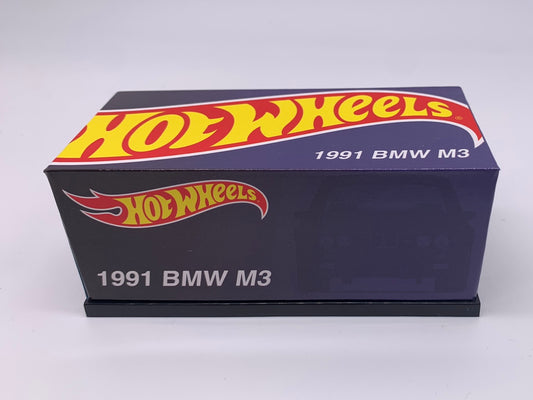 HOT WHEELS®
1991 BMW M3
HOT WHEELS
1991 BMW M3